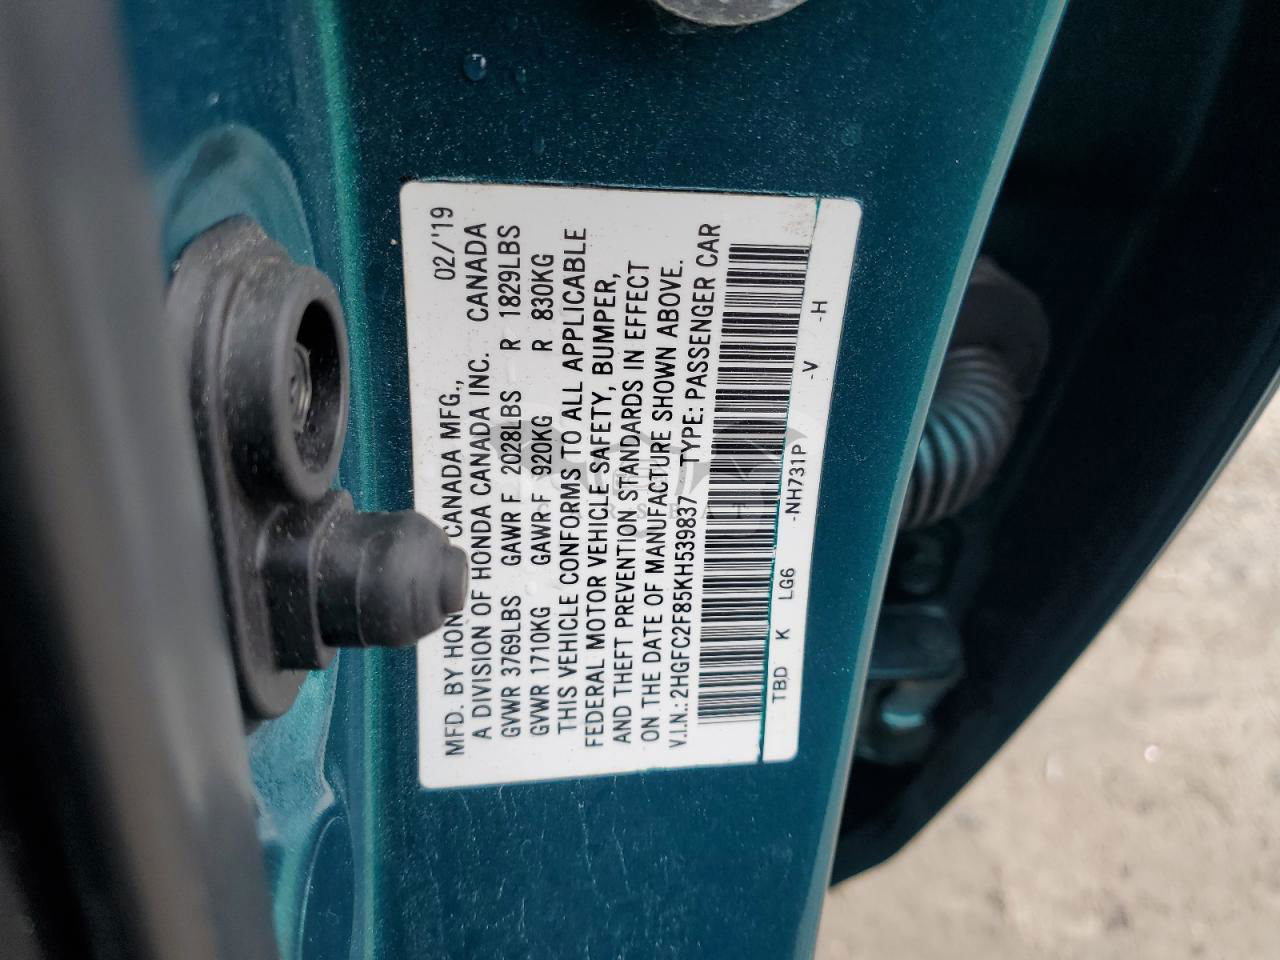 MFD. BY HON CANADA MFG., 02/'19
A DIVISION OF HONDA CANADA INC. CANADA
GVWR 3769LBS GAWR F 2028LBS R 1829LBS
GVWR 1710KG GAWR F 920KG R 830KG
THIS VEHICLE CONFORMS TO ALL APPLICABLE
FEDERAL MOTOR VEHICLE SAFETY, BUMPER,
AND THEFT PREVENTION STANDARDS IN EFFECT
ON THE DATE OF MANUFACTURE SHOWN ABOVE.
V.I.N.: 2HGFC2F85KH539837 TYPE: PASSENGER CAR
TBD K LG6 -NH731P -V -H